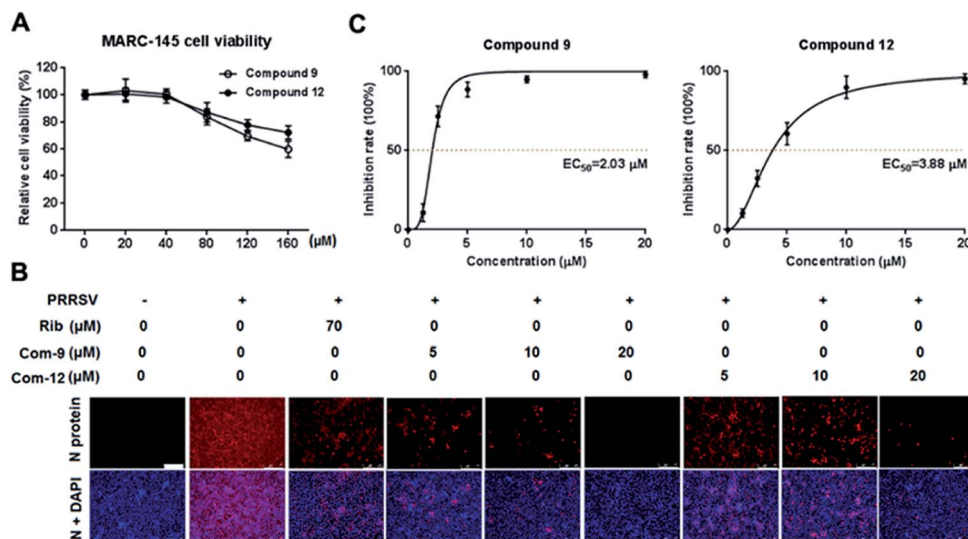 A
MARC-145 cell viability
Relative cell viability (%)
120
100
80
60
40
20
0
Compound 9
Compound 12
0 20 40 80 120 160 (μM)
C
Compound 9
Inhibition rate (100%)
100
50
0
EC50=2.03 μM
0 5 10 15 20
Concentration (μM)
Compound 12
Inhibition rate (100%)
100
50
0
EC50=3.88 μM
0 5 10 15 20
Concentration (μM)
B
PRRSV - + + + + + + + +
Rib (μM) 0 0 70 0 0 0 0 0 0
Com-9 (μM) 0 0 0 5 10 20 0 0 0
Com-12 (μM) 0 0 0 0 0 0 5 10 20
N protein
N + DAPI